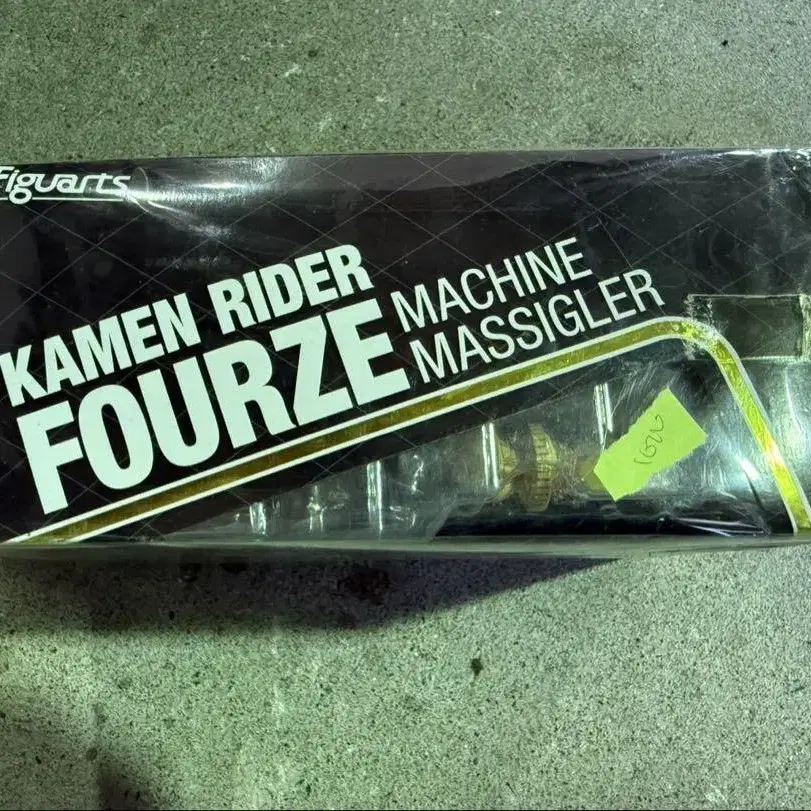 Figuarts
KAMEN RIDER
FOURZE
MACHINE
MASSIGLER